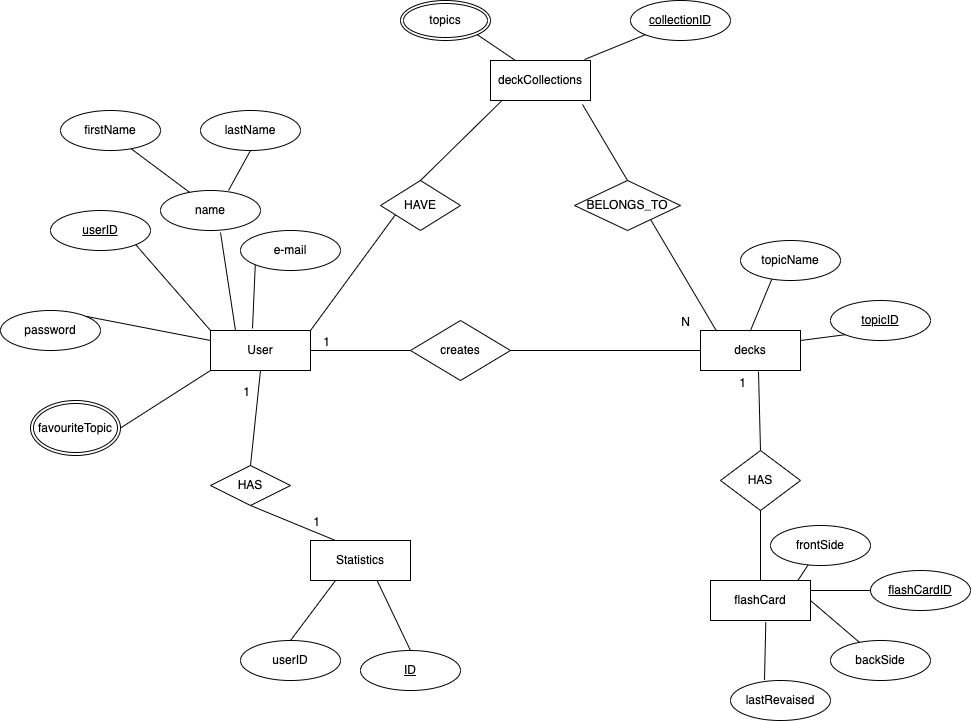 topics
collectionID
deckCollections
firstName
lastName
HAVE
BELONGS_TO
name
userID
e-mail
topicName
topicID
password
User
1
creates
N
decks
1
1
favouriteTopic
HAS
HAS
1
Statistics
frontSide
flashCard
flashCardID
userID
ID
backSide
lastRevaised